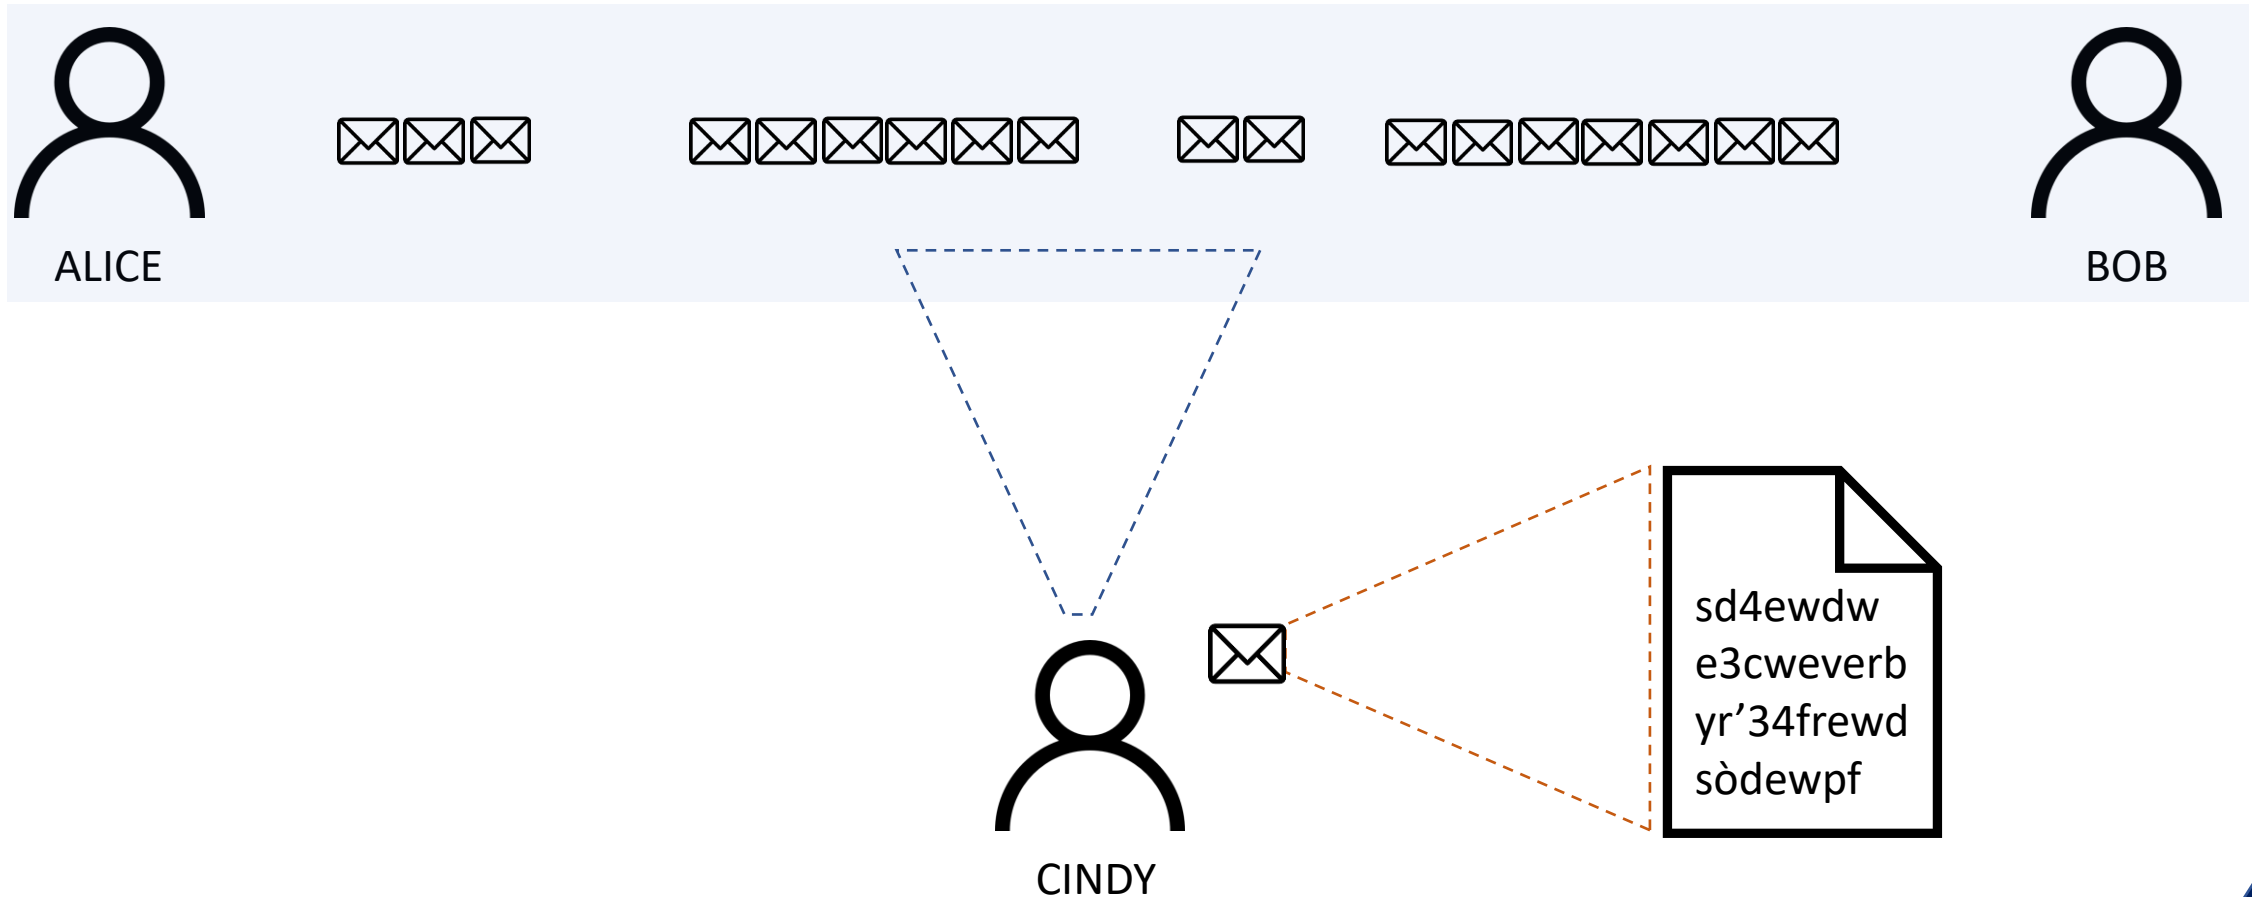 ALICE
BOB
sd4ewdw
e3cweverb
yr’34frewd
sòdewpf
CINDY